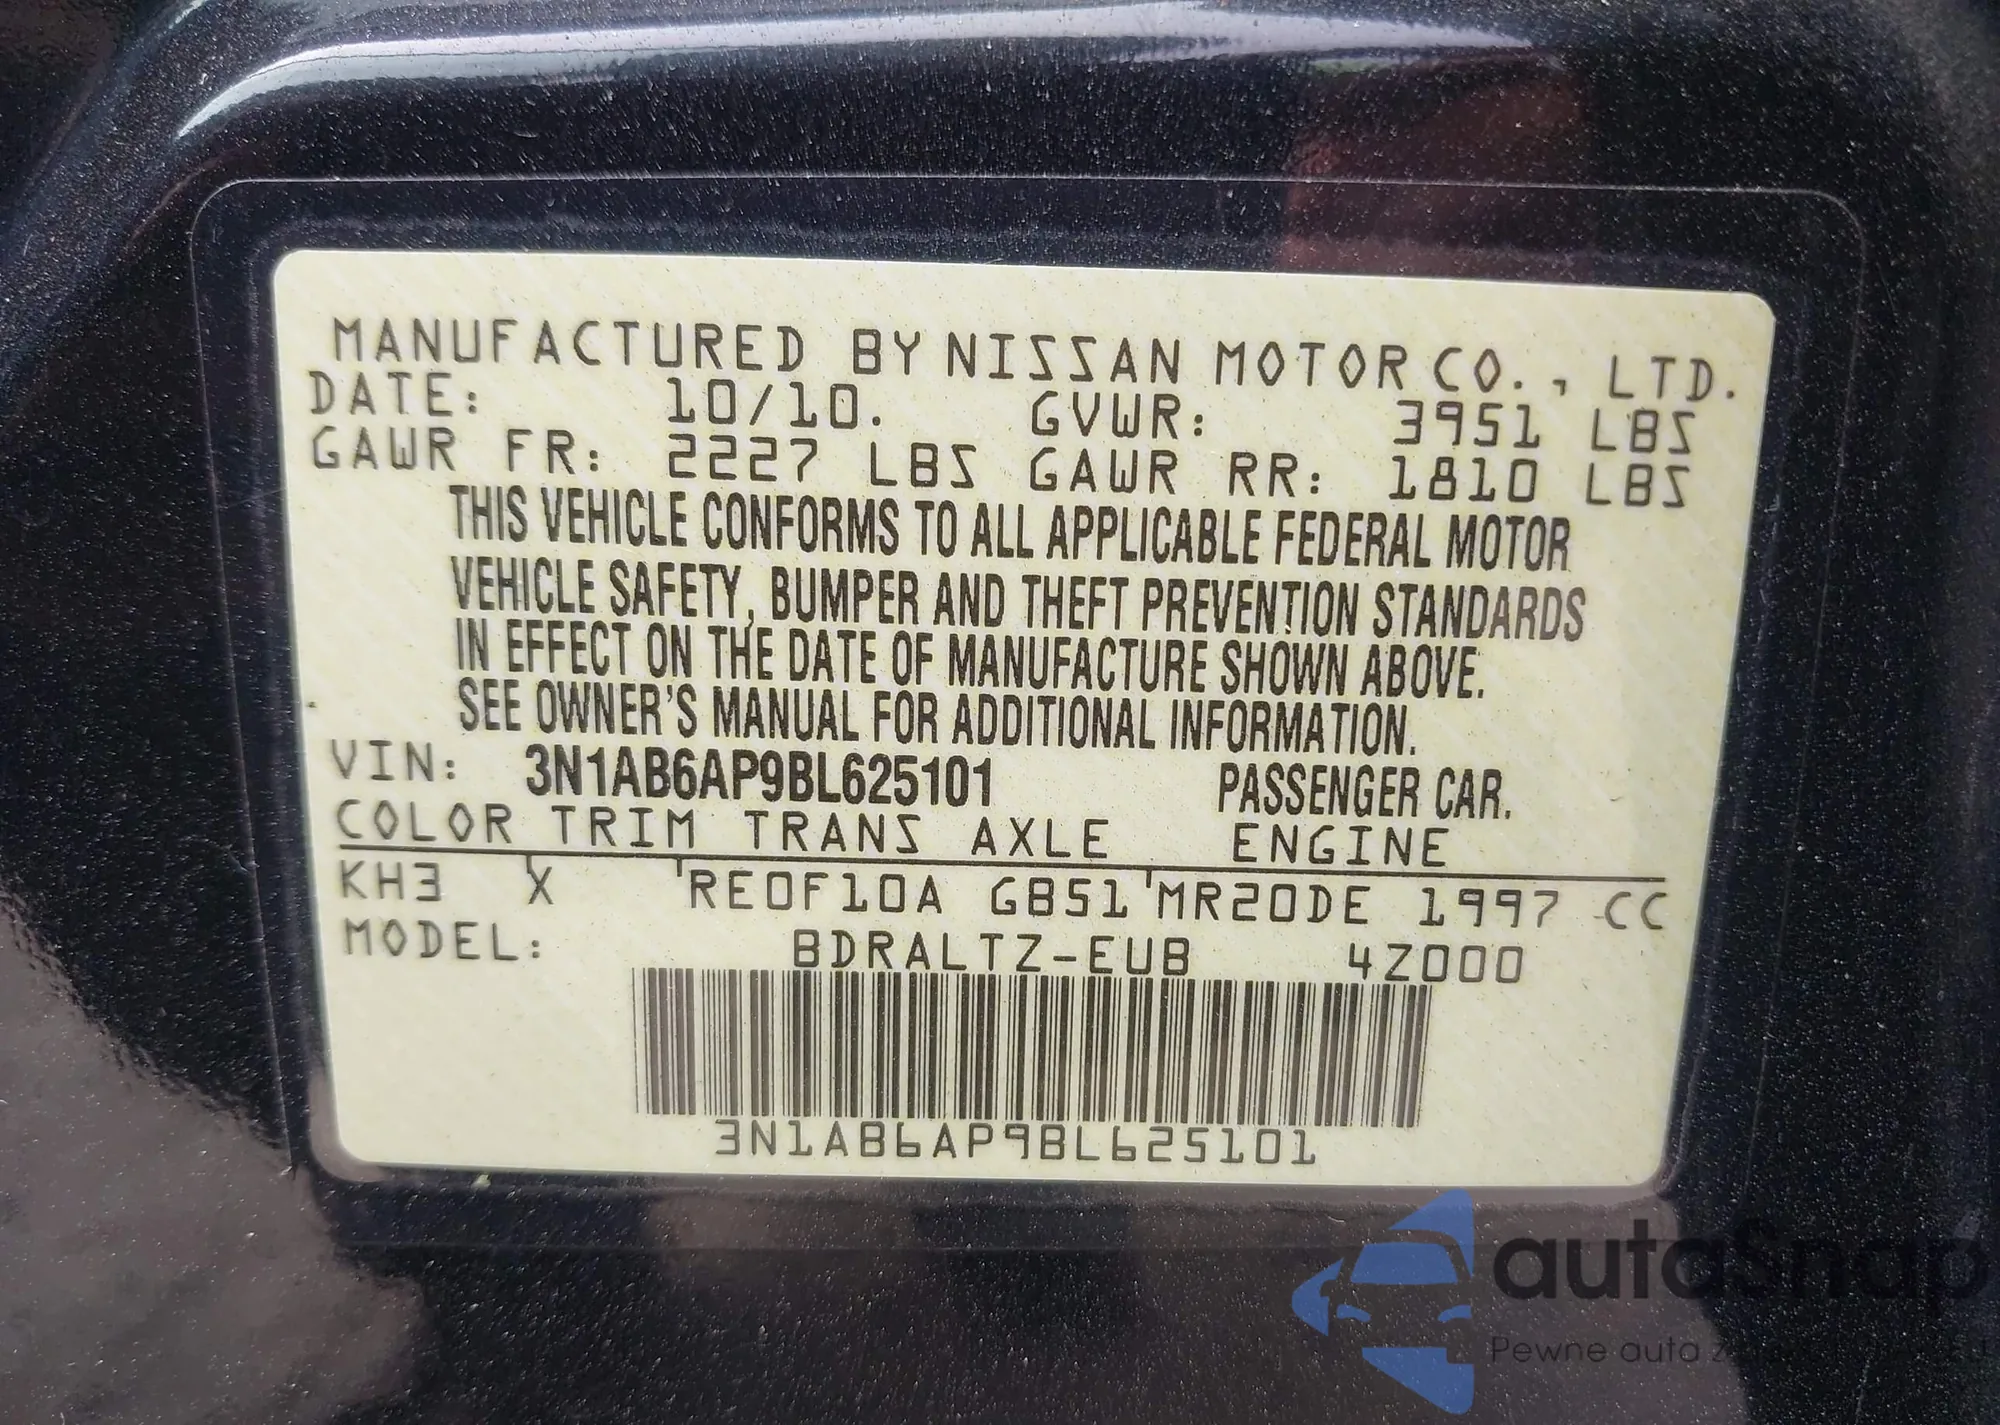 MANUFACTURED BY NISSAN MOTOR CO., LTD.
DATE: 10/10. GVWR: 3951 LBS
GAWR FR: 2227 LBS GAWR RR: 1810 LBS
THIS VEHICLE CONFORMS TO ALL APPLICABLE FEDERAL MOTOR
VEHICLE SAFETY, BUMPER AND THEFT PREVENTION STANDARDS
IN EFFECT ON THE DATE OF MANUFACTURE SHOWN ABOVE.
SEE OWNER'S MANUAL FOR ADDITIONAL INFORMATION.
VIN: 3N1AB6AP9BL625101 PASSENGER CAR.
COLOR TRIM TRANS AXLE ENGINE
KH3 X RE0F10A GB51 MR20DE 1997 CC
MODEL: BDRALTZ-EUB 4Z000
3N1AB6AP9BL625101
autaSnap
Pewne auta z